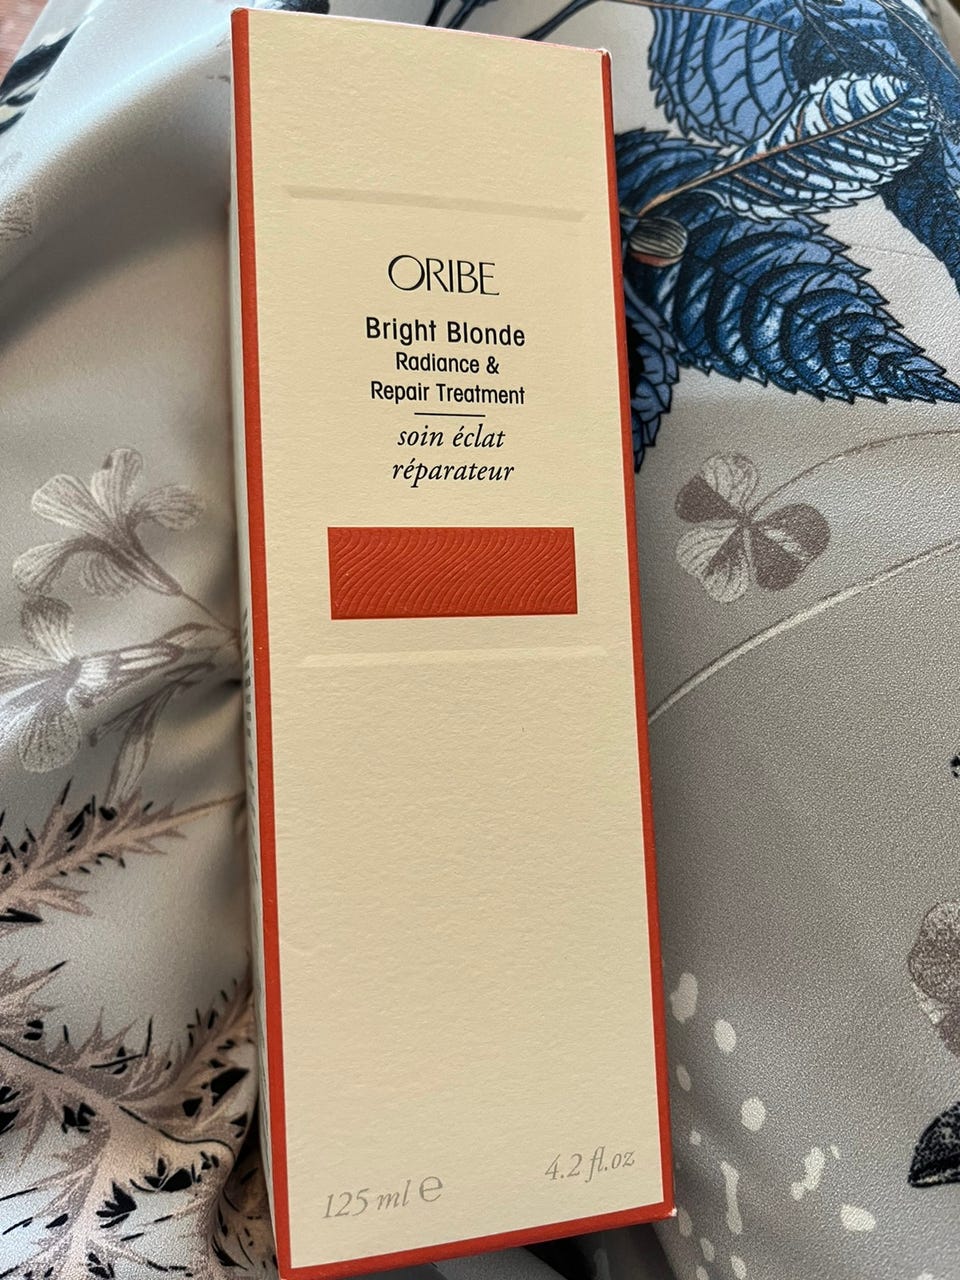 ORIBE
Bright Blonde
Radiance &
Repair Treatment
soin éclat
réparateur
125 ml ℮
4.2 fl.oz